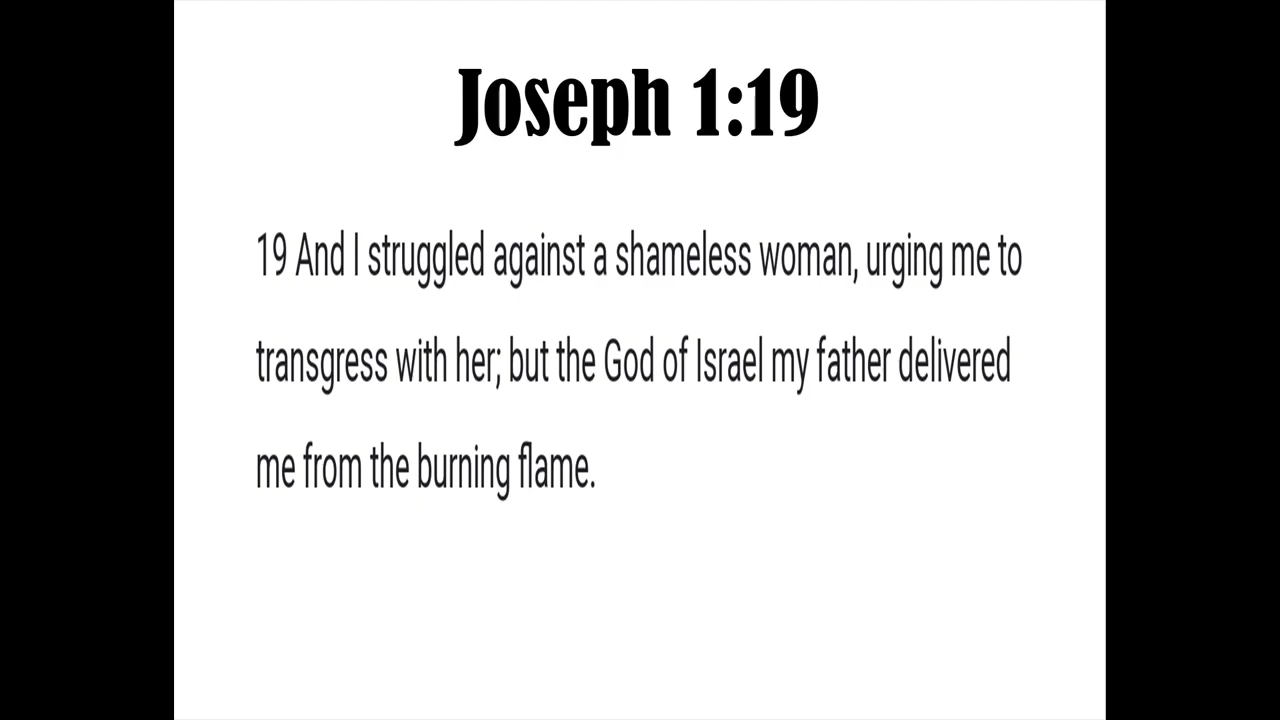 Joseph 1:19
19 And I struggled against a shameless woman, urging me to
transgress with her; but the God of Israel my father delivered
me from the burning flame.